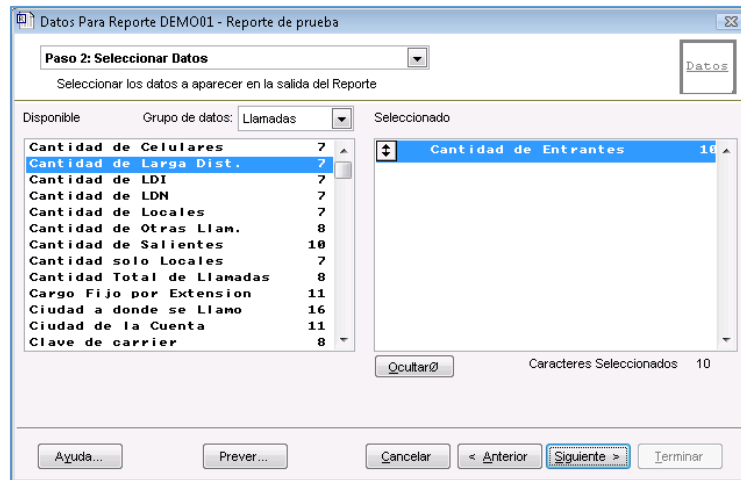 Datos Para Reporte DEMO01 - Reporte de prueba
Paso 2: Seleccionar Datos
Seleccionar los datos a aparecer en la salida del Reporte
Datos
Disponible Grupo de datos: Llamadas
Seleccionado
Cantidad de Celulares 7
Cantidad de Larga Dist. 7
Cantidad de LDI 7
Cantidad de LDN 7
Cantidad de Locales 7
Cantidad de Otras Llam. 8
Cantidad de Salientes 10
Cantidad solo Locales 7
Cantidad Total de Llamadas 8
Cargo Fijo por Extension 11
Ciudad a donde se Llamo 16
Ciudad de la Cuenta 11
Clave de carrier 8
Cantidad de Entrantes 10
OcultarØ
Caracteres Seleccionados 10
Ayuda...
Prever...
Cancelar
< Anterior
Siguiente >
Terminar